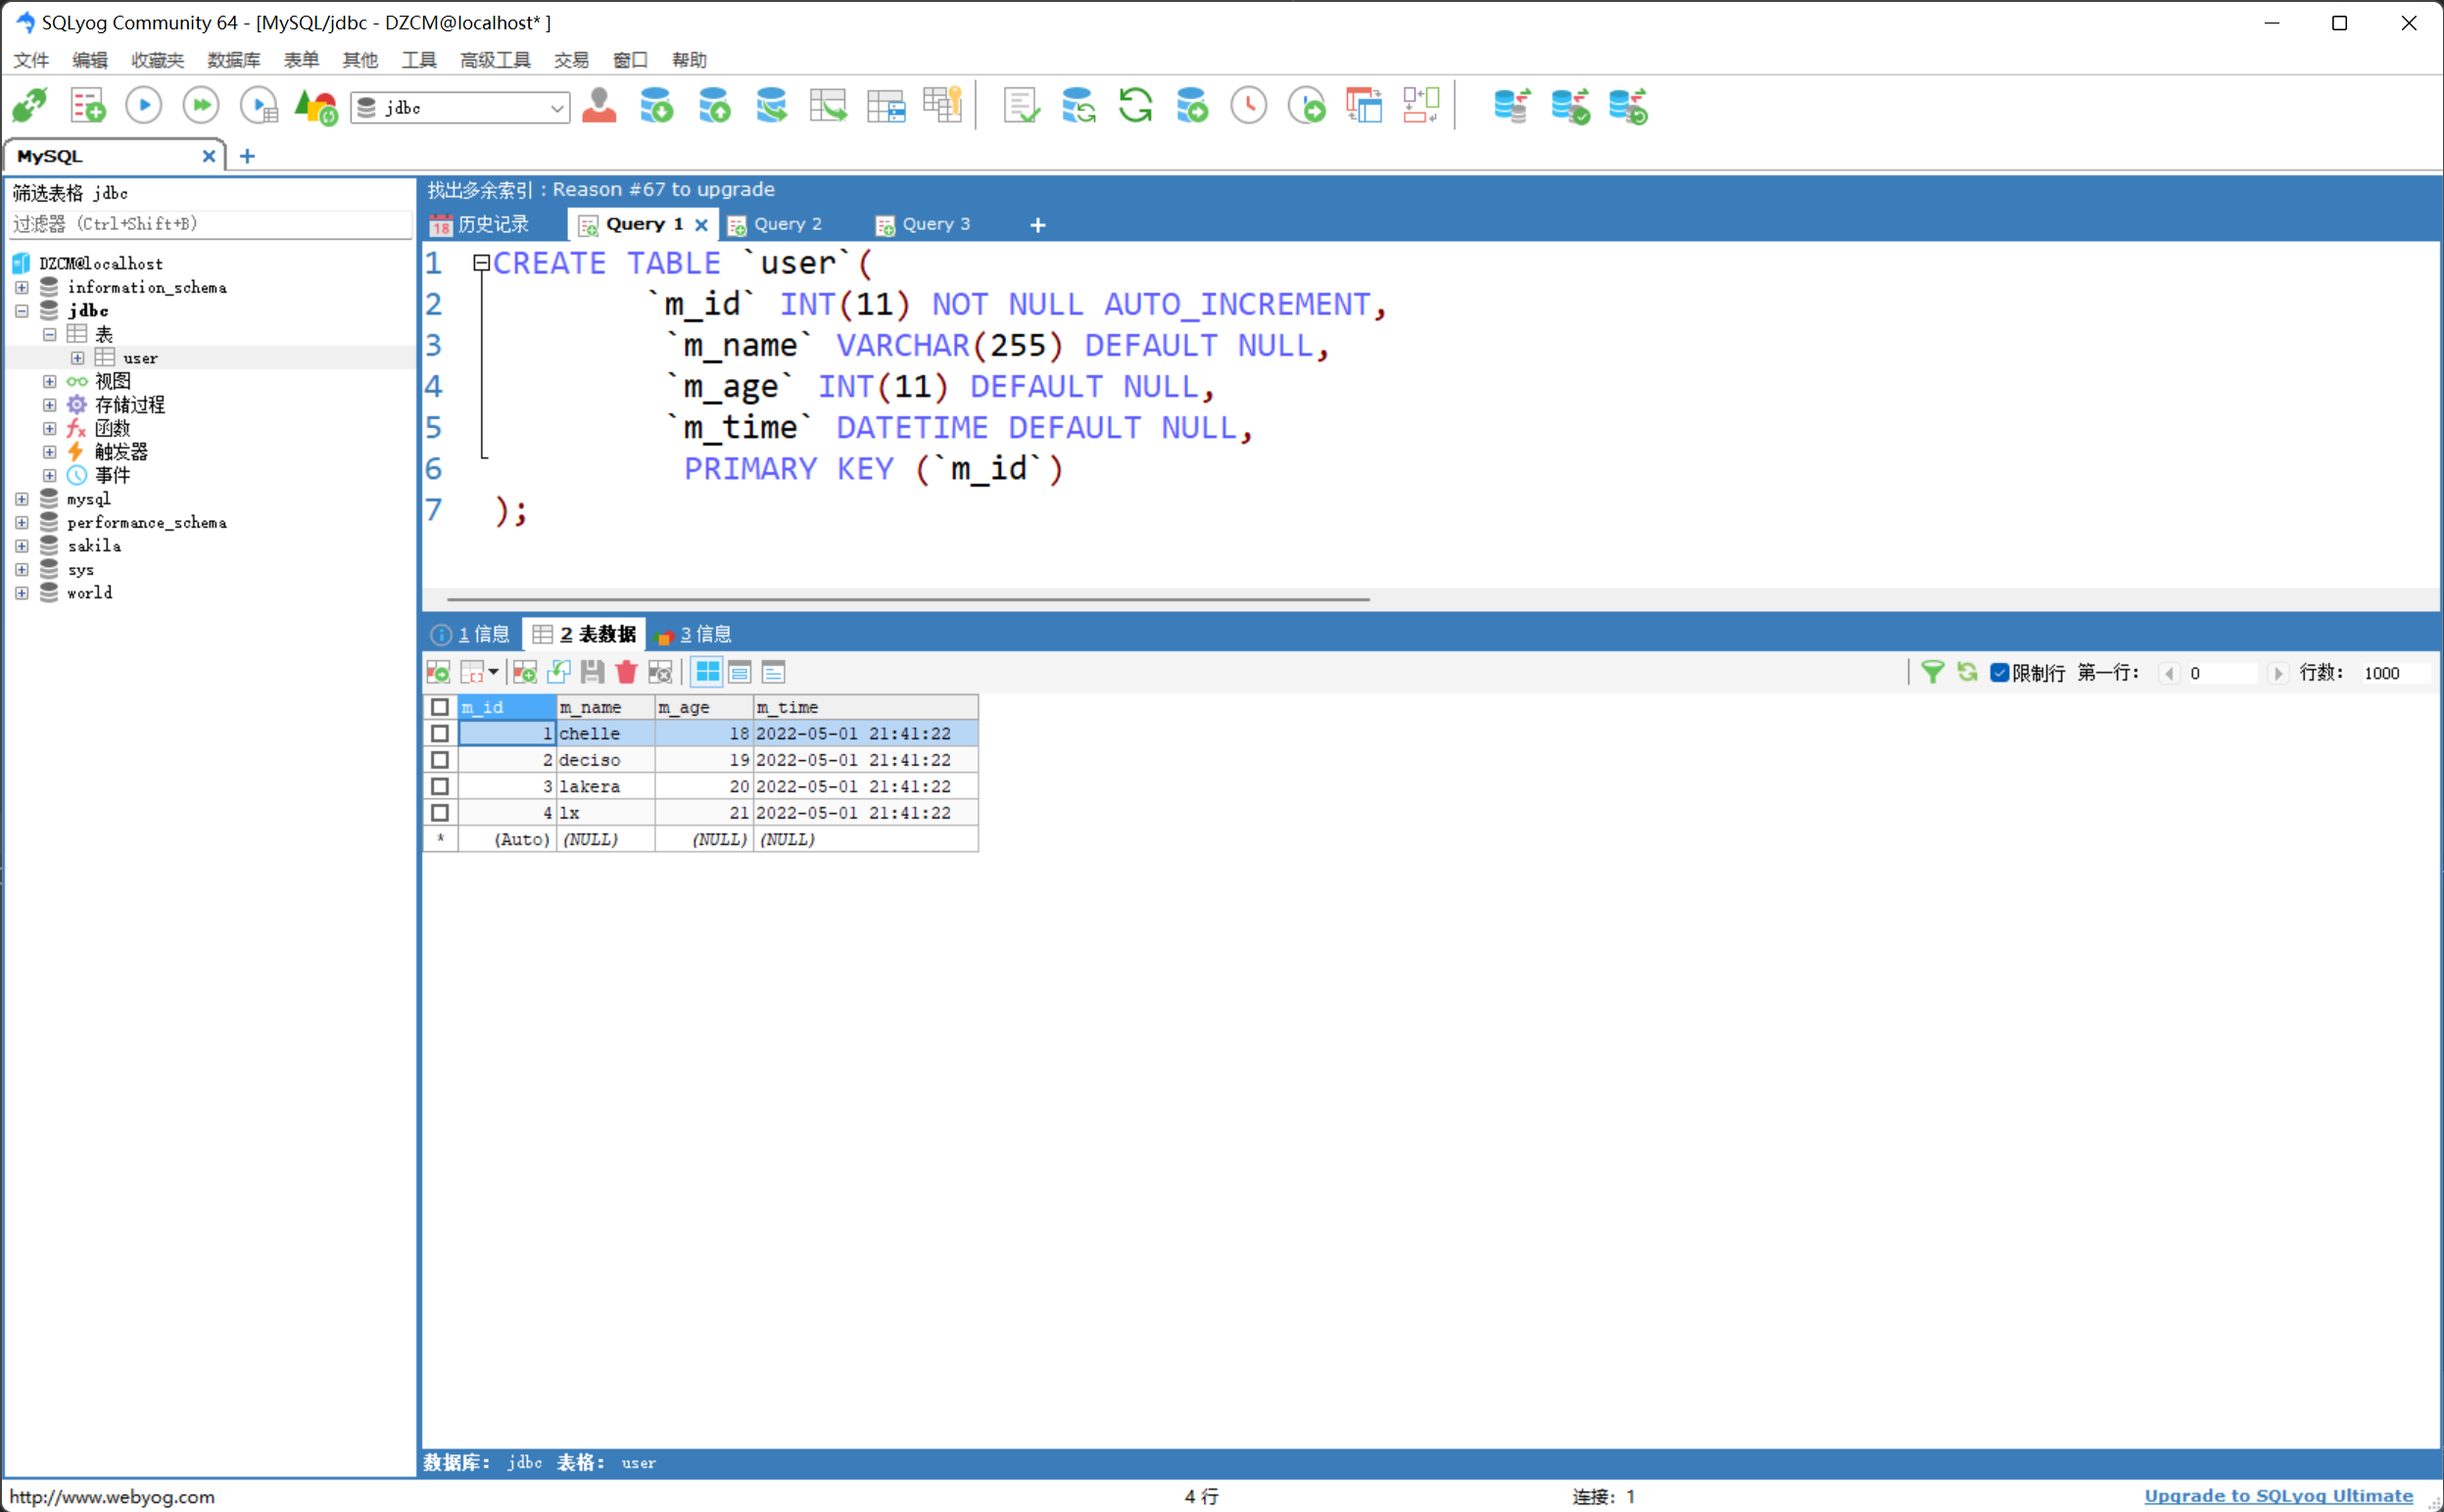 SQLyog Community 64 - [MySQL/jdbc - DZCM@localhost* ]
文件 编辑 收藏夹 数据库 表单 其他 工具 高级工具 交易 窗口 帮助
jdbc
MySQL
筛选表格 jdbc
过滤器 (Ctrl+Shift+B)
DZCM@localhost
information_schema
jdbc
表
user
视图
存储过程
函数
触发器
事件
mysql
performance_schema
sakila
sys
world
找出多余索引 : Reason #67 to upgrade
18 历史记录 Query 1 Query 2 Query 3
1 CREATE TABLE `user`(
2 `m_id` INT(11) NOT NULL AUTO_INCREMENT,
3 `m_name` VARCHAR(255) DEFAULT NULL,
4 `m_age` INT(11) DEFAULT NULL,
5 `m_time` DATETIME DEFAULT NULL,
6 PRIMARY KEY (`m_id`)
7 );
1 信息 2 表数据 3 信息
限制行 第一行: 0 行数: 1000
m_id m_name m_age m_time
1 chelle 18 2022-05-01 21:41:22
2 deciso 19 2022-05-01 21:41:22
3 lakera 20 2022-05-01 21:41:22
4 lx 21 2022-05-01 21:41:22
* (Auto) (NULL) (NULL) (NULL)
数据库: jdbc 表格: user
http://www.webyog.com 4 行 连接: 1 Upgrade to SQLyog Ultimate